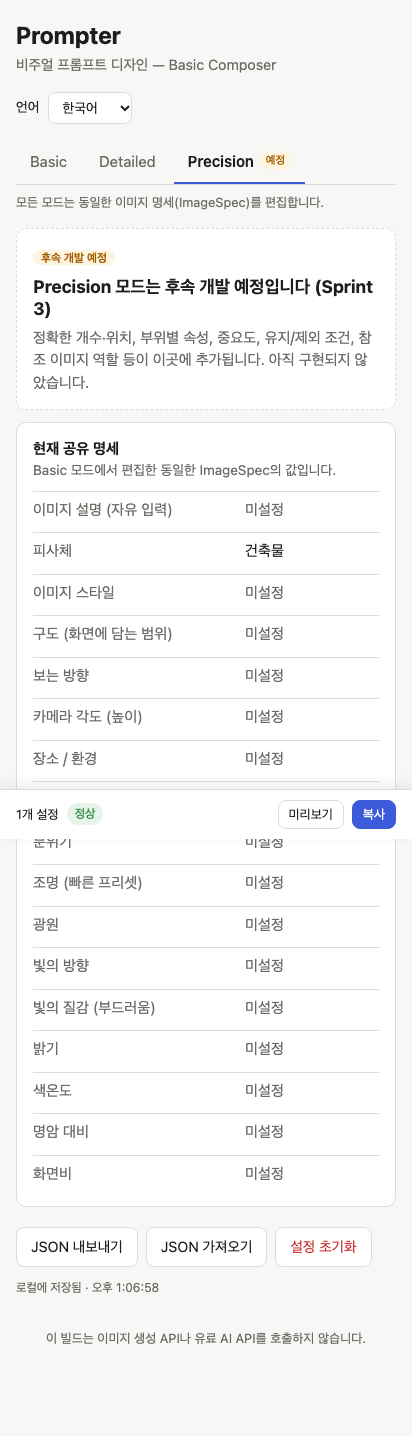 Prompter
비주얼 프롬프트 디자인 — Basic Composer
언어 한국어
Basic Detailed Precision 예정
모든 모드는 동일한 이미지 명세(ImageSpec)를 편집합니다.
후속 개발 예정
Precision 모드는 후속 개발 예정입니다 (Sprint
3)
정확한 개수·위치, 부위별 속성, 중요도, 유지/제외 조건, 참
조 이미지 역할 등이 이곳에 추가됩니다. 아직 구현되지 않
았습니다.
현재 공유 명세
Basic 모드에서 편집한 동일한 ImageSpec의 값입니다.
이미지 설명 (자유 입력) 미설정
피사체 건축물
이미지 스타일 미설정
구도 (화면에 담는 범위) 미설정
보는 방향 미설정
카메라 각도 (높이) 미설정
장소 / 환경 미설정
1개 설정 정상 미리보기 복사
분위기 미설정
조명 (빠른 프리셋) 미설정
광원 미설정
빛의 방향 미설정
빛의 질감 (부드러움) 미설정
밝기 미설정
색온도 미설정
명암 대비 미설정
화면비 미설정
JSON 내보내기 JSON 가져오기 설정 초기화
로컬에 저장됨 · 오후 1:06:58
이 빌드는 이미지 생성 API나 유료 AI API를 호출하지 않습니다.